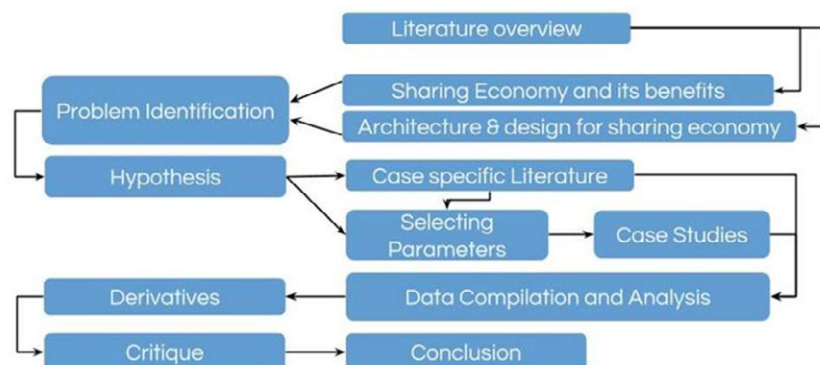 Literature overview
Sharing Economy and its benefits
Problem Identification
Architecture & design for sharing economy
Hypothesis
Case specific Literature
Selecting
Parameters
Case Studies
Derivatives
Data Compilation and Analysis
Critique
Conclusion